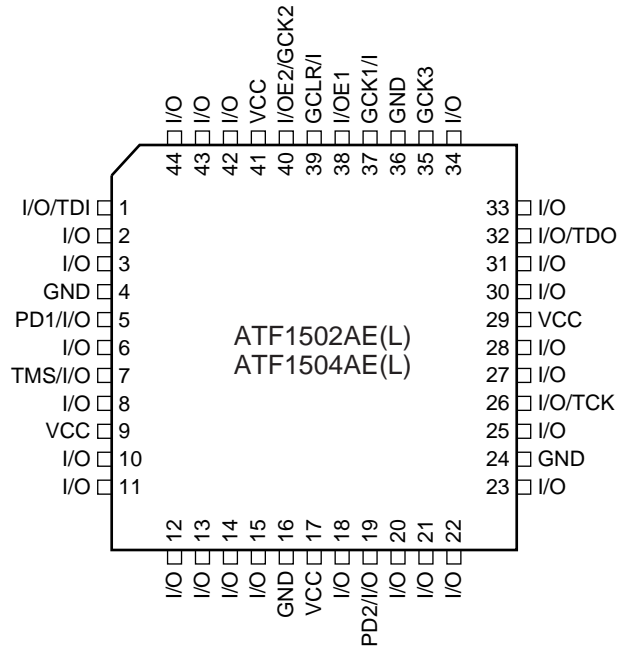 I/O
I/O
I/O
VCC
I/OE2/GCK2
GCLR/I
I/OE1
GCK1/I
GND
GCK3
I/O
44
43
42
41
40
39
38
37
36
35
34
I/O/TDI 1
I/O 2
I/O 3
GND 4
PD1/I/O 5
I/O 6
TMS/I/O 7
I/O 8
VCC 9
I/O 10
I/O 11
ATF1502AE(L)
ATF1504AE(L)
33 I/O
32 I/O/TDO
31 I/O
30 I/O
29 VCC
28 I/O
27 I/O
26 I/O/TCK
25 I/O
24 GND
23 I/O
12
13
14
15
16
17
18
19
20
21
22
I/O
I/O
I/O
I/O
GND
VCC
I/O
PD2/I/O
I/O
I/O
I/O